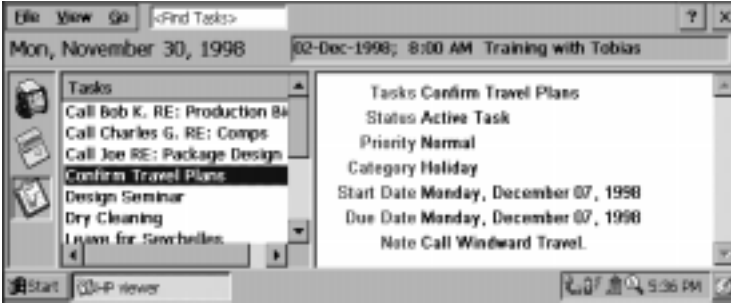 File View Go <Find Tasks> ?
Mon, November 30, 1998 02-Dec-1998; 8:00 AM Training with Tobias
Tasks
Call Bob K. RE: Production
Call Charles G. RE: Comps
Call Joe RE: Package Design
Confirm Travel Plans
Design Seminar
Dry Cleaning
Leave for Seychelles
Tasks Confirm Travel Plans
Status Active Task
Priority Normal
Category Holiday
Start Date Monday, December 07, 1998
Due Date Monday, December 07, 1998
Note Call Windward Travel.
Start HP viewer 5:36 PM